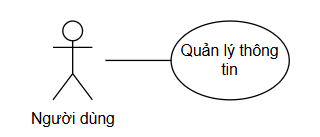 Quản lý thông
tin
Người dùng